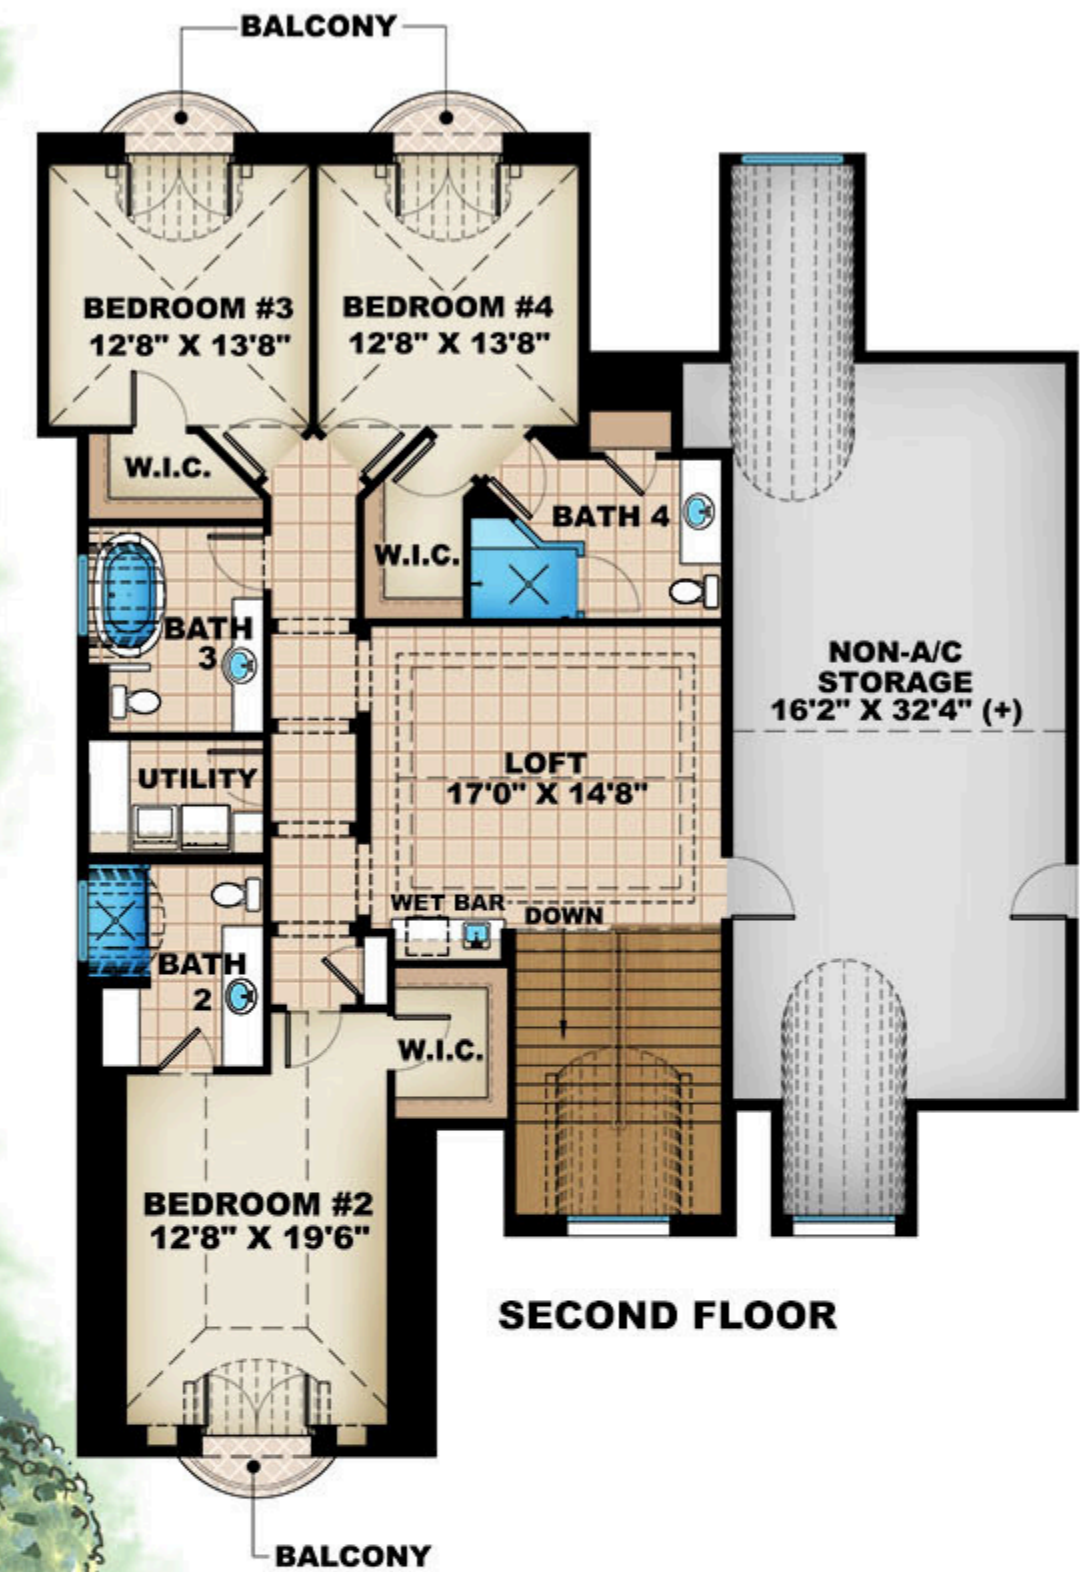 BALCONY
BEDROOM #3
12'8" X 13'8"
BEDROOM #4
12'8" X 13'8"
W.I.C.
BATH 4
W.I.C.
BATH
3
NON-A/C
STORAGE
16'2" X 32'4" (+)
LOFT
17'0" X 14'8"
UTILITY
WET BAR
DOWN
BATH
2
W.I.C.
BEDROOM #2
12'8" X 19'6"
SECOND FLOOR
BALCONY